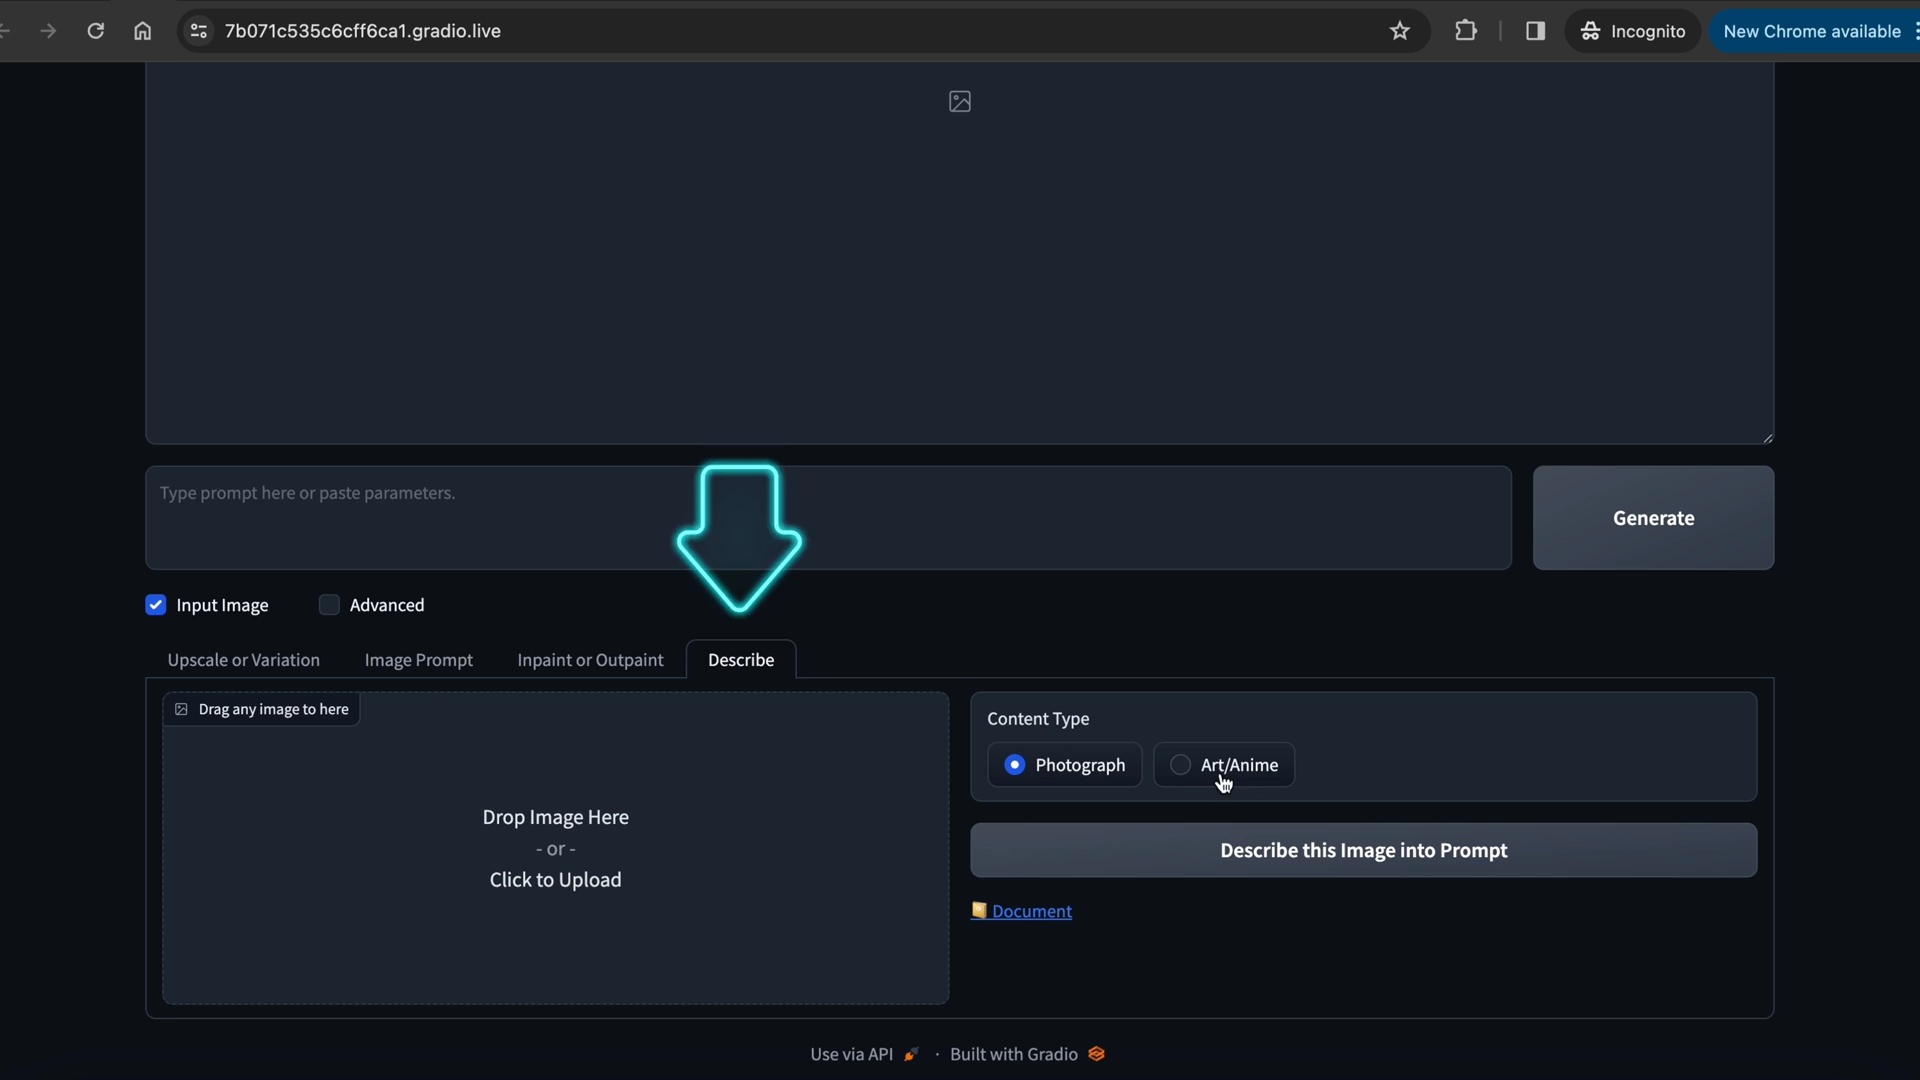 7b071c535c6cff6ca1.gradio.live
Incognito
New Chrome available
Type prompt here or paste parameters.
Generate
Input Image
Advanced
Upscale or Variation
Image Prompt
Inpaint or Outpaint
Describe
Drag any image to here
Drop Image Here
- or -
Click to Upload
Content Type
Photograph
Art/Anime
Describe this Image into Prompt
Document
Use via API
· Built with Gradio